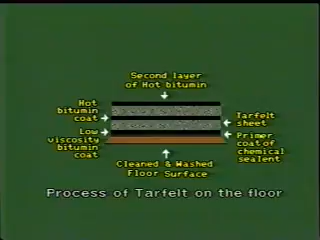 Second layer
of Hot bitumin
Hot
bitumin
coat
Tarfelt
sheet
Low
viscosity
bitumin
coat
Primer
coat of
chemical
sealent
Cleaned & Washed
Floor Surface
Process of Tarfelt on the floor